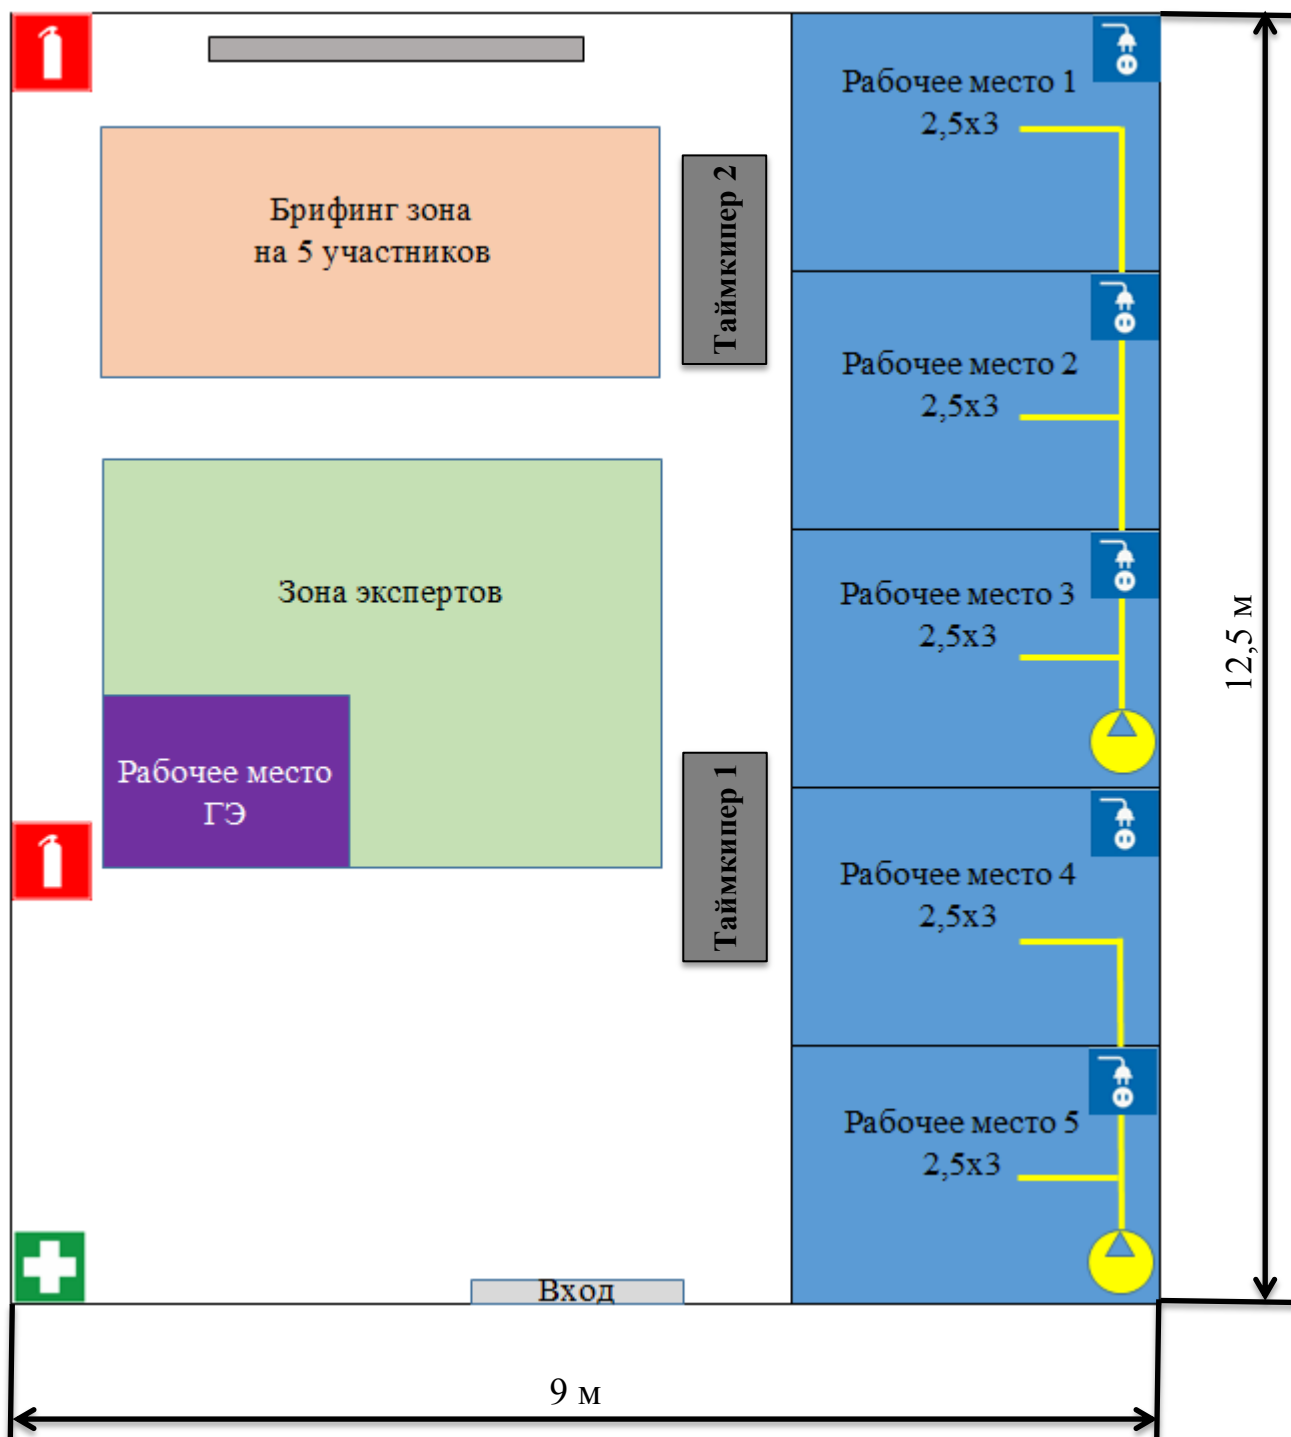 Рабочее место 1
2,5х3
Брифинг зона
на 5 участников
Таймкипер 2
Рабочее место 2
2,5х3
Зона экспертов
Рабочее место 3
2,5х3
12,5 м
Рабочее место
ГЭ
Таймкипер 1
Рабочее место 4
2,5х3
Рабочее место 5
2,5х3
Вход
9 м